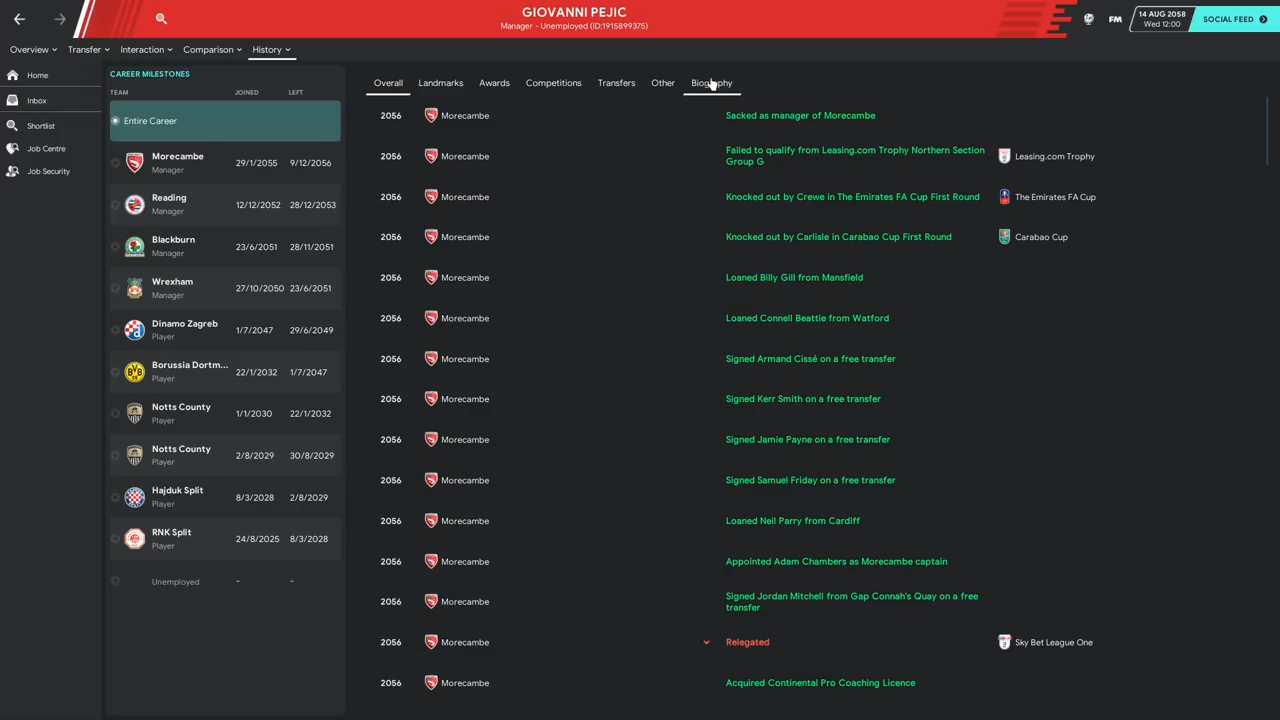 GIOVANNI PEJIC
Manager - Unemployed (ID:1915899375)
FM
14 AUG 2058
Wed 12:00
SOCIAL FEED
Overview
Transfer
Interaction
Comparison
History
Home
Inbox
Shortlist
Job Centre
Job Security
CAREER MILESTONES
TEAM JOINED LEFT
Entire Career
Morecambe
Manager
29/1/2055 9/12/2056
Reading
Manager
12/12/2052 28/12/2053
Blackburn
Manager
23/6/2051 28/11/2051
Wrexham
Manager
27/10/2050 23/6/2051
Dinamo Zagreb
Player
1/7/2047 29/6/2049
Borussia Dortm...
Player
22/1/2032 1/7/2047
Notts County
Player
1/1/2030 22/1/2032
Notts County
Player
2/8/2029 30/8/2029
Hajduk Split
Player
8/3/2028 2/8/2029
RNK Split
Player
24/8/2025 8/3/2028
Unemployed - -
Overall Landmarks Awards Competitions Transfers Other Biography
2056 Morecambe Sacked as manager of Morecambe
2056 Morecambe Failed to qualify from Leasing.com Trophy Northern Section
Group G
Leasing.com Trophy
2056 Morecambe Knocked out by Crewe in The Emirates FA Cup First Round The Emirates FA Cup
2056 Morecambe Knocked out by Carlisle in Carabao Cup First Round Carabao Cup
2056 Morecambe Loaned Billy Gill from Mansfield
2056 Morecambe Loaned Connell Beattie from Watford
2056 Morecambe Signed Armand Cissé on a free transfer
2056 Morecambe Signed Kerr Smith on a free transfer
2056 Morecambe Signed Jamie Payne on a free transfer
2056 Morecambe Signed Samuel Friday on a free transfer
2056 Morecambe Loaned Neil Parry from Cardiff
2056 Morecambe Appointed Adam Chambers as Morecambe captain
2056 Morecambe Signed Jordan Mitchell from Gap Connah's Quay on a free
transfer
2056 Morecambe Relegated Sky Bet League One
2056 Morecambe Acquired Continental Pro Coaching Licence